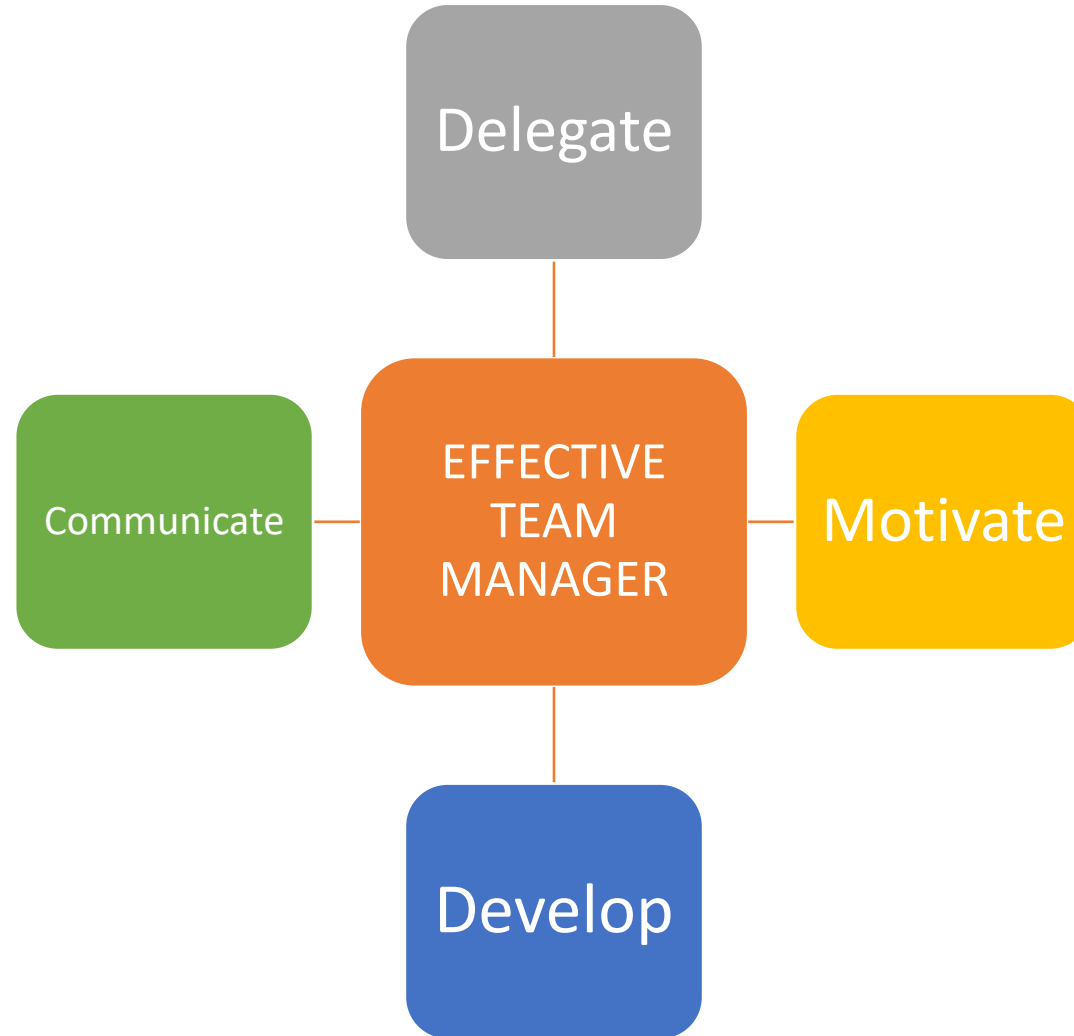 Delegate
EFFECTIVE
TEAM
MANAGER
Communicate
Motivate
Develop